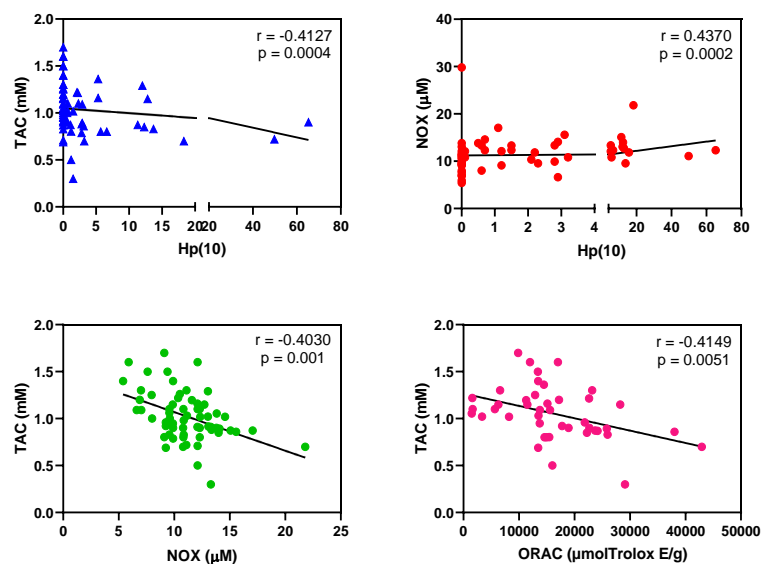 r = -0.4127
p = 0.0004
2.0
1.5
1.0
0.5
0.0
TAC (mM)
0 5 10 15 20 20 40 60 80
Hp(10)
r = 0.4370
p = 0.0002
40
30
20
10
0
NOX (µM)
0 1 2 3 4 20 40 60 80
Hp(10)
r = -0.4030
p = 0.001
2.0
1.5
1.0
0.5
0.0
TAC (mM)
0 5 10 15 20 25
NOX (µM)
r = -0.4149
p = 0.0051
2.0
1.5
1.0
0.5
0.0
TAC (mM)
0 10000 20000 30000 40000 50000
ORAC (µmolTrolox E/g)